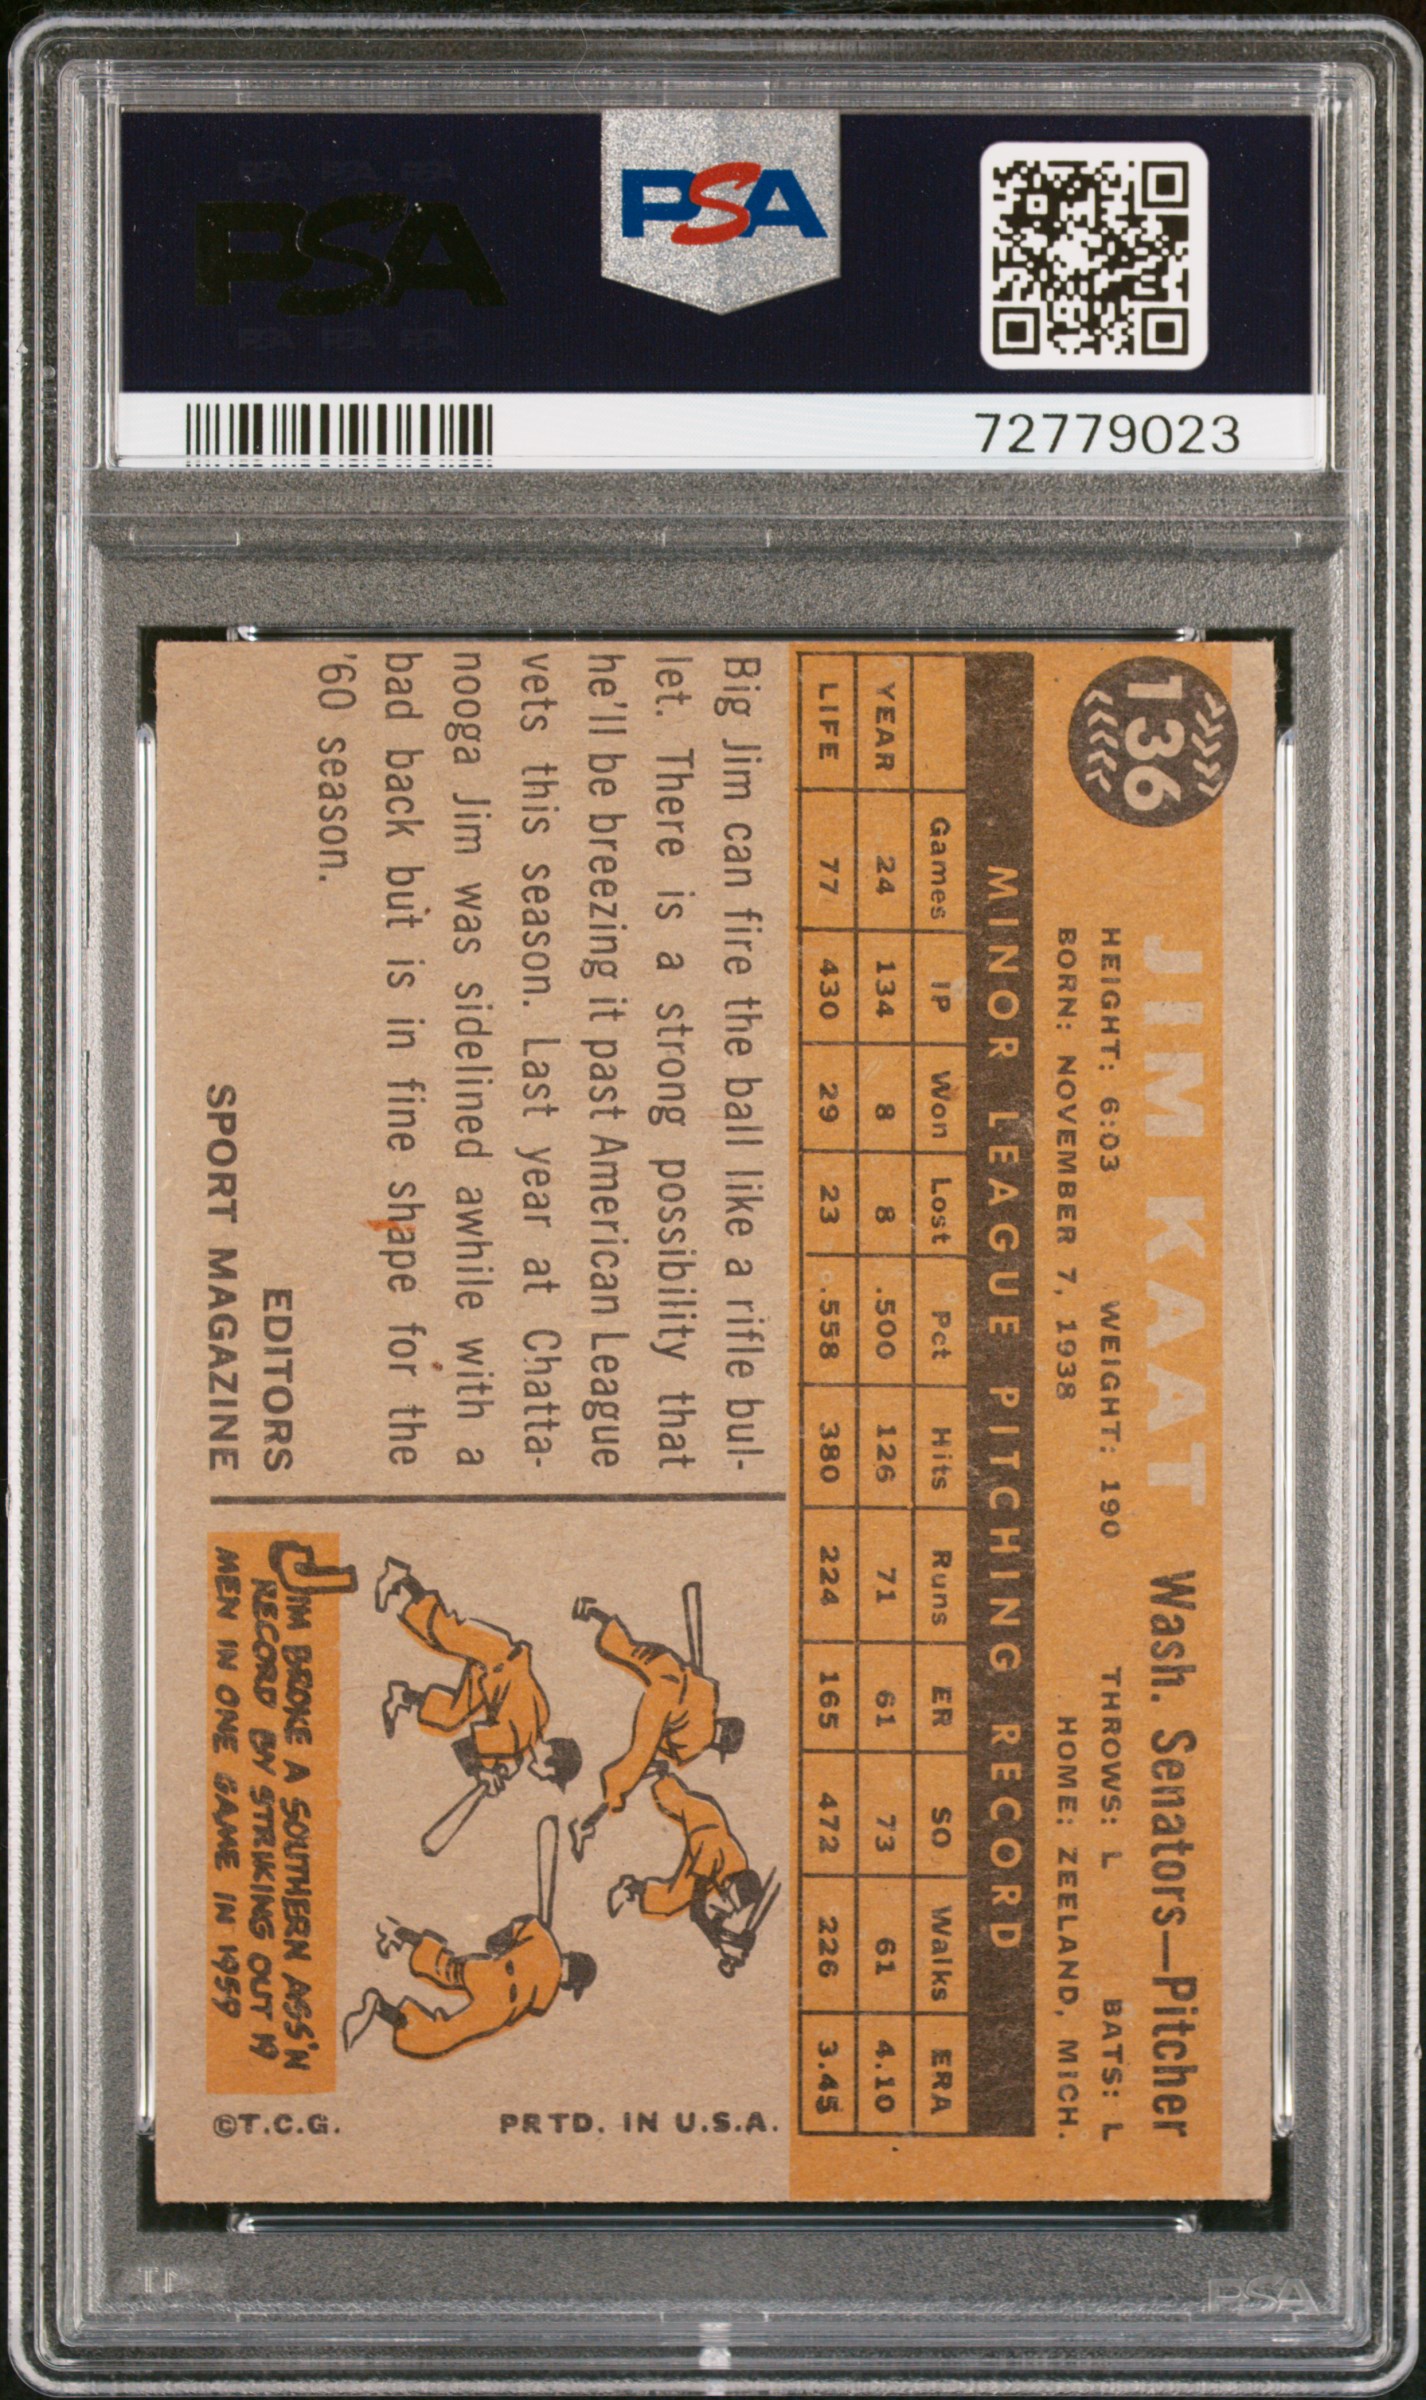 PSA PSA PSA
PSA
PSA PSA PSA
PSA
72779023
136
JIM KAAT Wash. Senators—Pitcher
HEIGHT: 6:03 WEIGHT: 190 THROWS: L BATS: L
BORN: NOVEMBER 7, 1938 HOME: ZEELAND, MICH.
MINOR LEAGUE PITCHING RECORD
Games IP Won Lost Pct Hits Runs ER SO Walks ERA
YEAR 24 134 8 8 .500 126 71 61 73 61 4.10
LIFE 77 430 29 23 .558 380 224 165 472 226 3.45
Big Jim can fire the ball like a rifle bul-
let. There is a strong possibility that
he'll be breezing it past American League
vets this season. Last year at Chatta-
nooga Jim was sidelined awhile with a
bad back but is in fine shape for the
'60 season.
EDITORS
SPORT MAGAZINE
JIM BROKE A SOUTHERN ASS'N
RECORD BY STRIKING OUT 19
MEN IN ONE GAME IN 1959
PRTD. IN U.S.A.
©T.C.G.
PSA